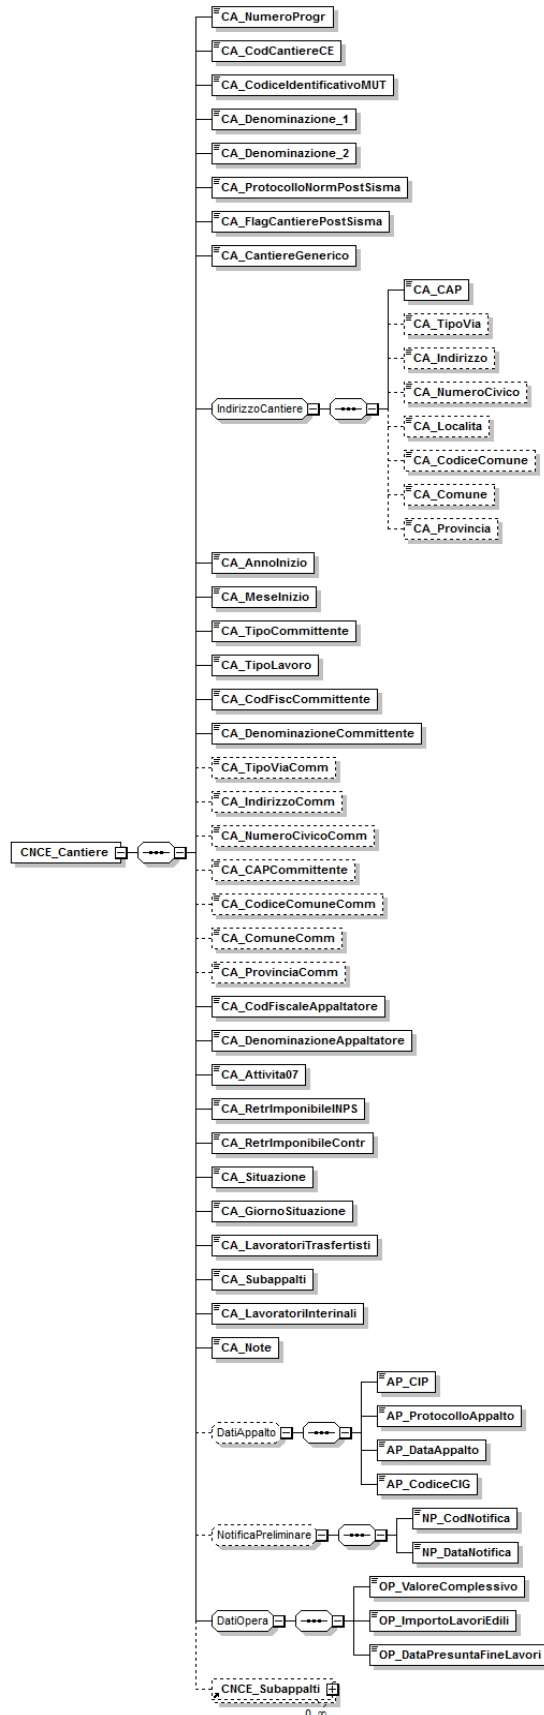 CA_NumeroProgr
CA_CodCantiereCE
CA_CodiceIdentificativoMUT
CA_Denominazione_1
CA_Denominazione_2
CA_ProtocolloNormPostSisma
CA_FlagCantierePostSisma
CA_CantiereGenerico
CA_CAP
CA_TipoVia
CA_Indirizzo
CA_NumeroCivico
IndirizzoCantiere
CA_Localita
CA_CodiceComune
CA_Comune
CA_Provincia
CA_AnnoInizio
CA_MeseInizio
CA_TipoCommittente
CA_TipoLavoro
CA_CodFiscCommittente
CA_DenominazioneCommittente
CA_TipoViaComm
CA_IndirizzoComm
CA_NumeroCivicoComm
CNCE_Cantiere
CA_CAPCommittente
CA_CodiceComuneComm
CA_ComuneComm
CA_ProvinciaComm
CA_CodFiscaleAppaltatore
CA_DenominazioneAppaltatore
CA_Attivita07
CA_RetrImponibileINPS
CA_RetrImponibileContr
CA_Situazione
CA_GiornoSituazione
CA_LavoratoriTrasfertisti
CA_Subappalti
CA_LavoratoriInterinali
CA_Note
AP_CIP
AP_ProtocolloAppalto
DatiAppalto
AP_DataAppalto
AP_CodiceCIG
NP_CodNotifica
NotificaPreliminare
NP_DataNotifica
OP_ValoreComplessivo
DatiOpera
OP_ImportoLavoriEdili
OP_DataPresuntaFineLavori
CNCE_Subappalti
0..∞